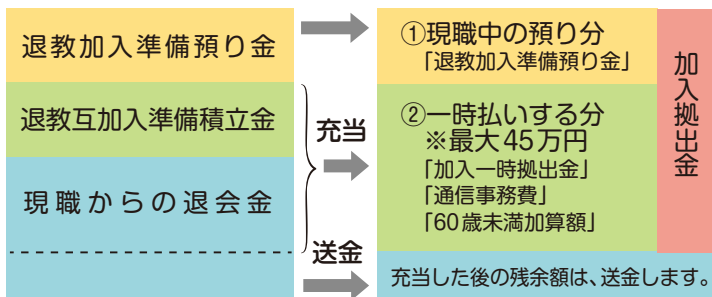 退教加入準備預り金
退教互加入準備積立金
現職からの退会金
充当
送金
①現職中の預り分
「退教加入準備預り金」
②一時払いする分
※最大45万円
「加入一時拠出金」
「通信事務費」
「60歳未満加算額」
加入拠出金
充当した後の残余額は、送金します。